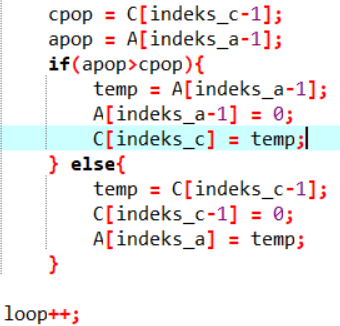 cpop = C[indeks_c-1];
apop = A[indeks_a-1];
if(apop>cpop){
temp = A[indeks_a-1];
A[indeks_a-1] = 0;
C[indeks_c] = temp;
} else{
temp = C[indeks_c-1];
C[indeks_c-1] = 0;
A[indeks_a] = temp;
}
loop++;